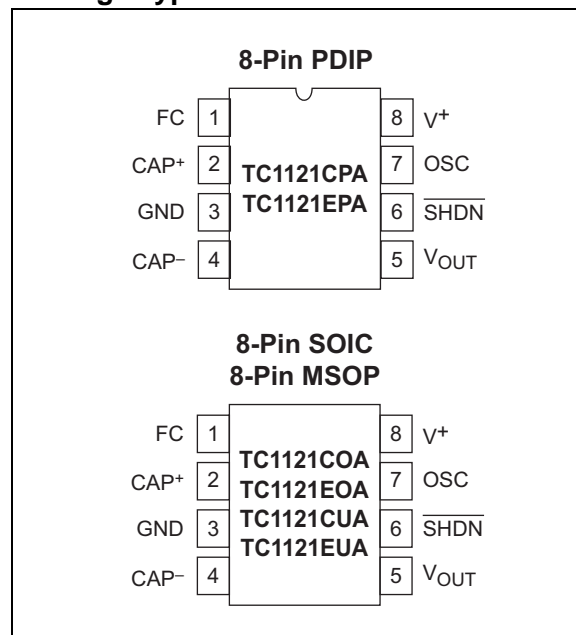 8-Pin PDIP
FC 1 8 V+
CAP+ 2 TC1121CPA 7 OSC
GND 3 TC1121EPA 6 SHDN
CAP– 4 5 VOUT
8-Pin SOIC
8-Pin MSOP
FC 1 8 V+
TC1121COA
CAP+ 2 7 OSC
TC1121EOA
TC1121CUA
GND 3 6 SHDN
TC1121EUA
CAP– 4 5 VOUT